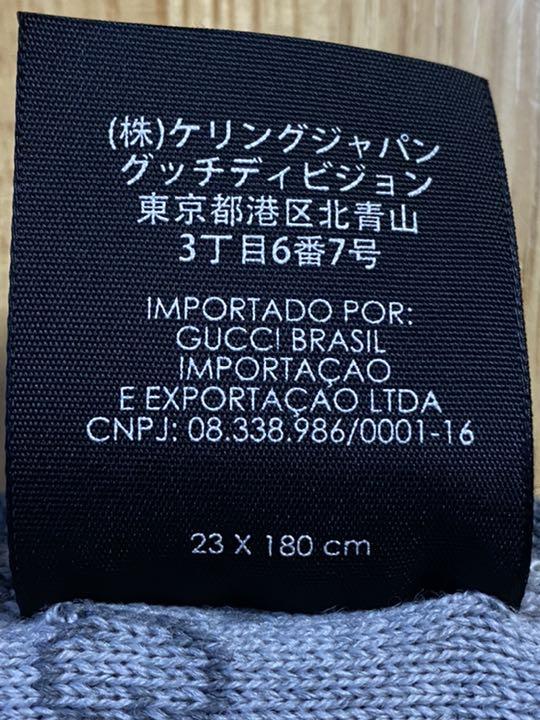 (株)ケリングジャパン
グッチディビジョン
東京都港区北青山
3丁目6番7号
IMPORTADO POR:
GUCCI BRASIL
IMPORTAÇAO
E EXPORTAÇAO LTDA
CNPJ: 08.338.986/0001-16
23 X 180 cm